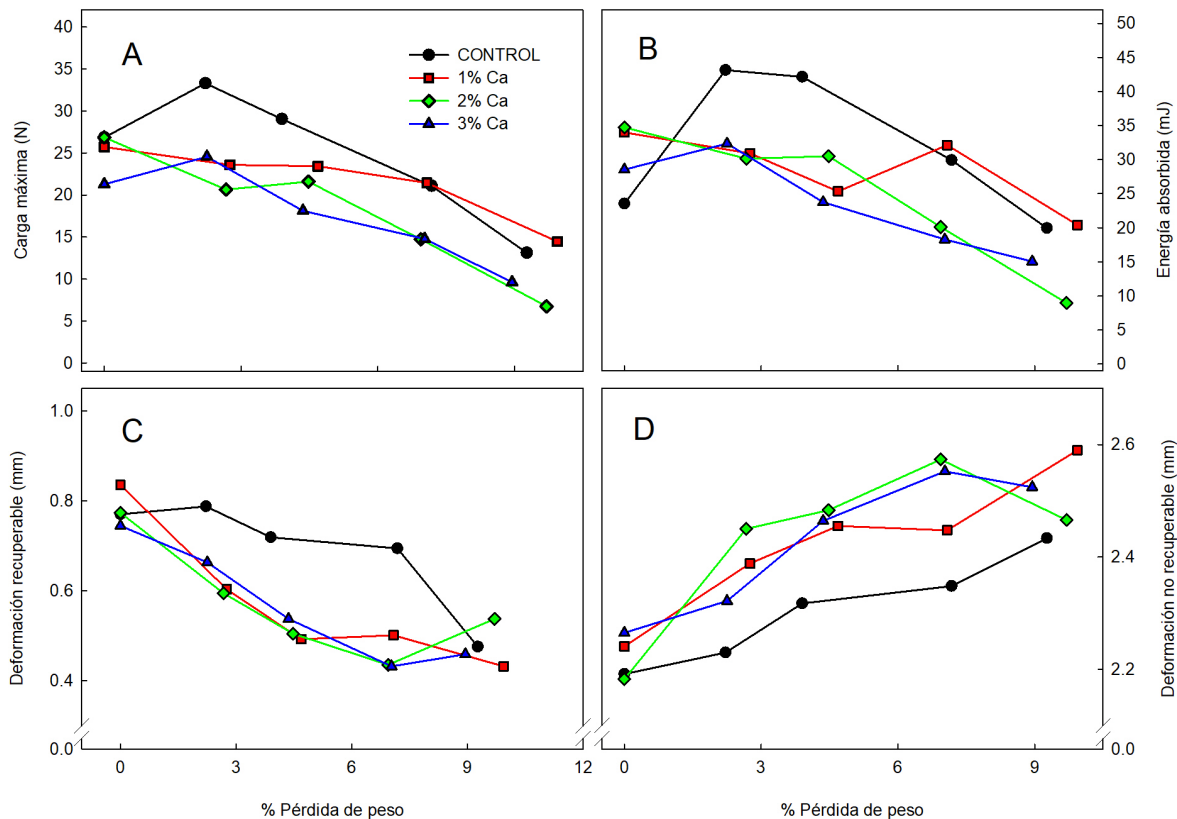 A
B
CONTROL
1% Ca
2% Ca
3% Ca
Carga máxima (N)
40
35
30
25
20
15
10
5
0
Energía absorbida (mJ)
50
45
40
35
30
25
20
15
10
5
0
C
D
Deformación recuperable (mm)
1.0
0.8
0.6
0.4
0.0
Deformación no recuperable (mm)
2.6
2.4
2.2
0.0
0 3 6 9 12
0 3 6 9
% Pérdida de peso
% Pérdida de peso